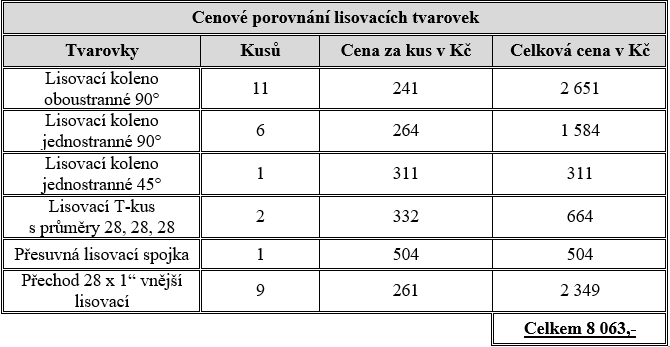 Cenové porovnání lisovacích tvarovek
Tvarovky Kusů Cena za kus v Kč Celková cena v Kč
Lisovací koleno
oboustranné 90° 11 241 2 651
Lisovací koleno
jednostranné 90° 6 264 1 584
Lisovací koleno
jednostranné 45° 1 311 311
Lisovací T-kus
s průměry 28, 28, 28 2 332 664
Přesuvná lisovací spojka 1 504 504
Přechod 28 x 1“ vnější
lisovací 9 261 2 349
Celkem 8 063,-